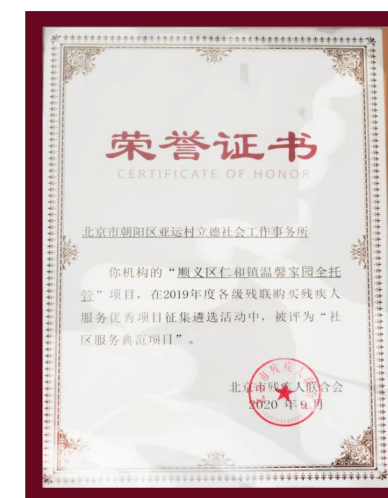 荣誉证书
CERTIFICATE OF HONOR
北京市朝阳区亚运村立德社会工作事务所
你机构的“顺义区仁和镇温馨家园全托
管”项目，在2019年度各级残联购买残疾人
服务优秀项目征集遴选活动中，被评为“社
区服务典范项目”。
北京市残疾人联合会
2020 年 9 月